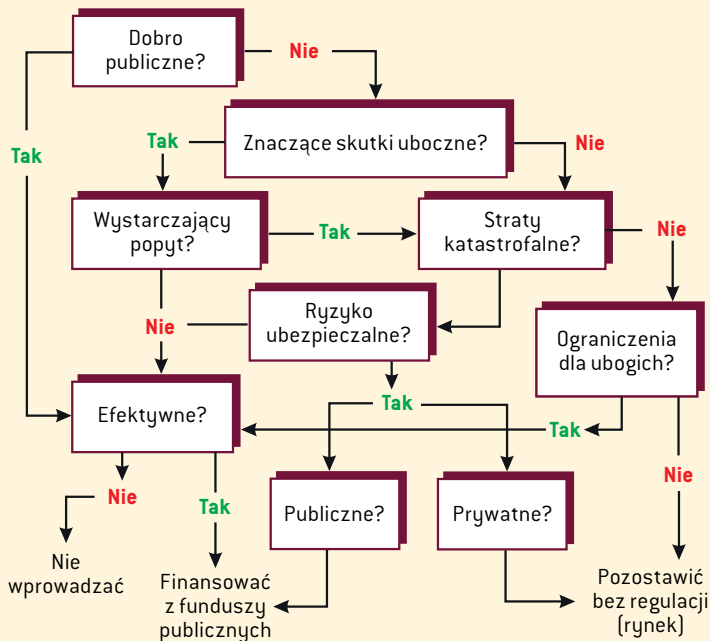 Dobro
publiczne?
Nie
Tak
Znaczące skutki uboczne?
Tak
Nie
Wystarczający
popyt?
Tak
Straty
katastrofalne?
Nie
Nie
Ryzyko
ubezpieczalne?
Ograniczenia
dla ubogich?
Efektywne?
Tak
Tak
Nie
Nie
Tak
Publiczne?
Prywatne?
Nie
wprowadzać
Finansować
z funduszy
publicznych
Pozostawić
bez regulacji
(rynek)